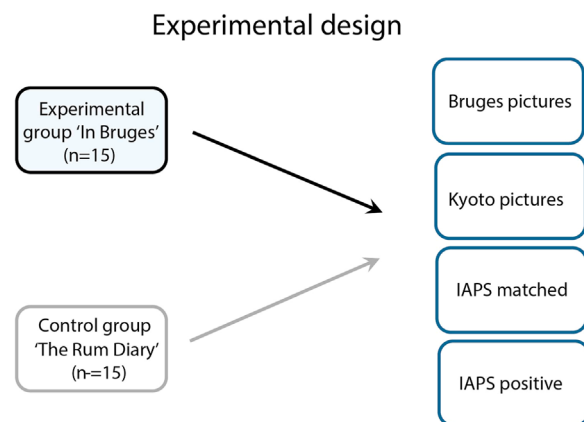 Experimental design
Experimental
group 'In Bruges'
(n=15)
Control group
'The Rum Diary'
(n-=15)
Bruges pictures
Kyoto pictures
IAPS matched
IAPS positive